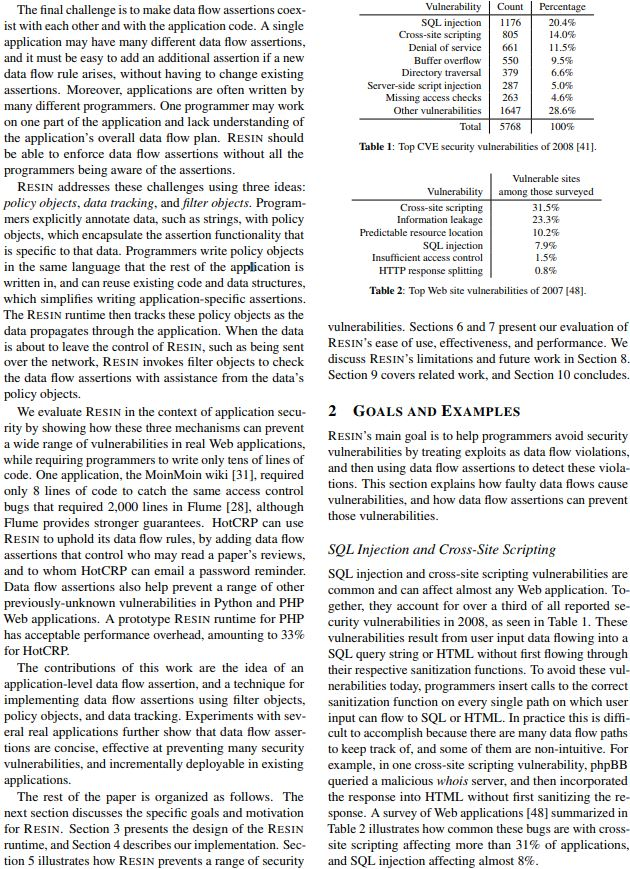 The final challenge is to make data flow assertions coex-
ist with each other and with the application code. A single
application may have many different data flow assertions,
and it must be easy to add an additional assertion if a new
data flow rule arises, without having to change existing
assertions. Moreover, applications are often written by
many different programmers. One programmer may work
on one part of the application and lack understanding of
the application's overall data flow plan. RESIN should
be able to enforce data flow assertions without all the
programmers being aware of the assertions.
RESIN addresses these challenges using three ideas:
policy objects, data tracking, and filter objects. Program-
mers explicitly annotate data, such as strings, with policy
objects, which encapsulate the assertion functionality that
is specific to that data. Programmers write policy objects
in the same language that the rest of the application is
written in, and can reuse existing code and data structures,
which simplifies writing application-specific assertions.
The RESIN runtime then tracks these policy objects as the
data propagates through the application. When the data
is about to leave the control of RESIN, such as being sent
over the network, RESIN invokes filter objects to check
the data flow assertions with assistance from the data's
policy objects.
We evaluate RESIN in the context of application secu-
rity by showing how these three mechanisms can prevent
a wide range of vulnerabilities in real Web applications,
while requiring programmers to write only tens of lines of
code. One application, the MoinMoin wiki [31], required
only 8 lines of code to catch the same access control
bugs that required 2,000 lines in Flume [28], although
Flume provides stronger guarantees. HotCRP can use
RESIN to uphold its data flow rules, by adding data flow
assertions that control who may read a paper's reviews,
and to whom HotCRP can email a password reminder.
Data flow assertions also help prevent a range of other
previously-unknown vulnerabilities in Python and PHP
Web applications. A prototype RESIN runtime for PHP
has acceptable performance overhead, amounting to 33%
for HotCRP.
The contributions of this work are the idea of an
application-level data flow assertion, and a technique for
implementing data flow assertions using filter objects,
policy objects, and data tracking. Experiments with sev-
eral real applications further show that data flow asser-
tions are concise, effective at preventing many security
vulnerabilities, and incrementally deployable in existing
applications.
The rest of the paper is organized as follows. The
next section discusses the specific goals and motivation
for RESIN. Section 3 presents the design of the RESIN
runtime, and Section 4 describes our implementation. Sec-
tion 5 illustrates how RESIN prevents a range of security
Vulnerability Count Percentage
SQL injection 1176 20.4%
Cross-site scripting 805 14.0%
Denial of service 661 11.5%
Buffer overflow 550 9.5%
Directory traversal 379 6.6%
Server-side script injection 287 5.0%
Missing access checks 263 4.6%
Other vulnerabilities 1647 28.6%
Total 5768 100%
Table 1: Top CVE security vulnerabilities of 2008 [41].
Vulnerable sites
Vulnerability among those surveyed
Cross-site scripting 31.5%
Information leakage 23.3%
Predictable resource location 10.2%
SQL injection 7.9%
Insufficient access control 1.5%
HTTP response splitting 0.8%
Table 2: Top Web site vulnerabilities of 2007 [48].
vulnerabilities. Sections 6 and 7 present our evaluation of
RESIN's ease of use, effectiveness, and performance. We
discuss RESIN's limitations and future work in Section 8.
Section 9 covers related work, and Section 10 concludes.
2 GOALS AND EXAMPLES
RESIN's main goal is to help programmers avoid security
vulnerabilities by treating exploits as data flow violations,
and then using data flow assertions to detect these viola-
tions. This section explains how faulty data flows cause
vulnerabilities, and how data flow assertions can prevent
those vulnerabilities.
SQL Injection and Cross-Site Scripting
SQL injection and cross-site scripting vulnerabilities are
common and can affect almost any Web application. To-
gether, they account for over a third of all reported se-
curity vulnerabilities in 2008, as seen in Table 1. These
vulnerabilities result from user input data flowing into a
SQL query string or HTML without first flowing through
their respective sanitization functions. To avoid these vul-
nerabilities today, programmers insert calls to the correct
sanitization function on every single path on which user
input can flow to SQL or HTML. In practice this is diffi-
cult to accomplish because there are many data flow paths
to keep track of, and some of them are non-intuitive. For
example, in one cross-site scripting vulnerability, phpBB
queried a malicious whois server, and then incorporated
the response into HTML without first sanitizing the re-
sponse. A survey of Web applications [48] summarized in
Table 2 illustrates how common these bugs are with cross-
site scripting affecting more than 31% of applications,
and SQL injection affecting almost 8%.